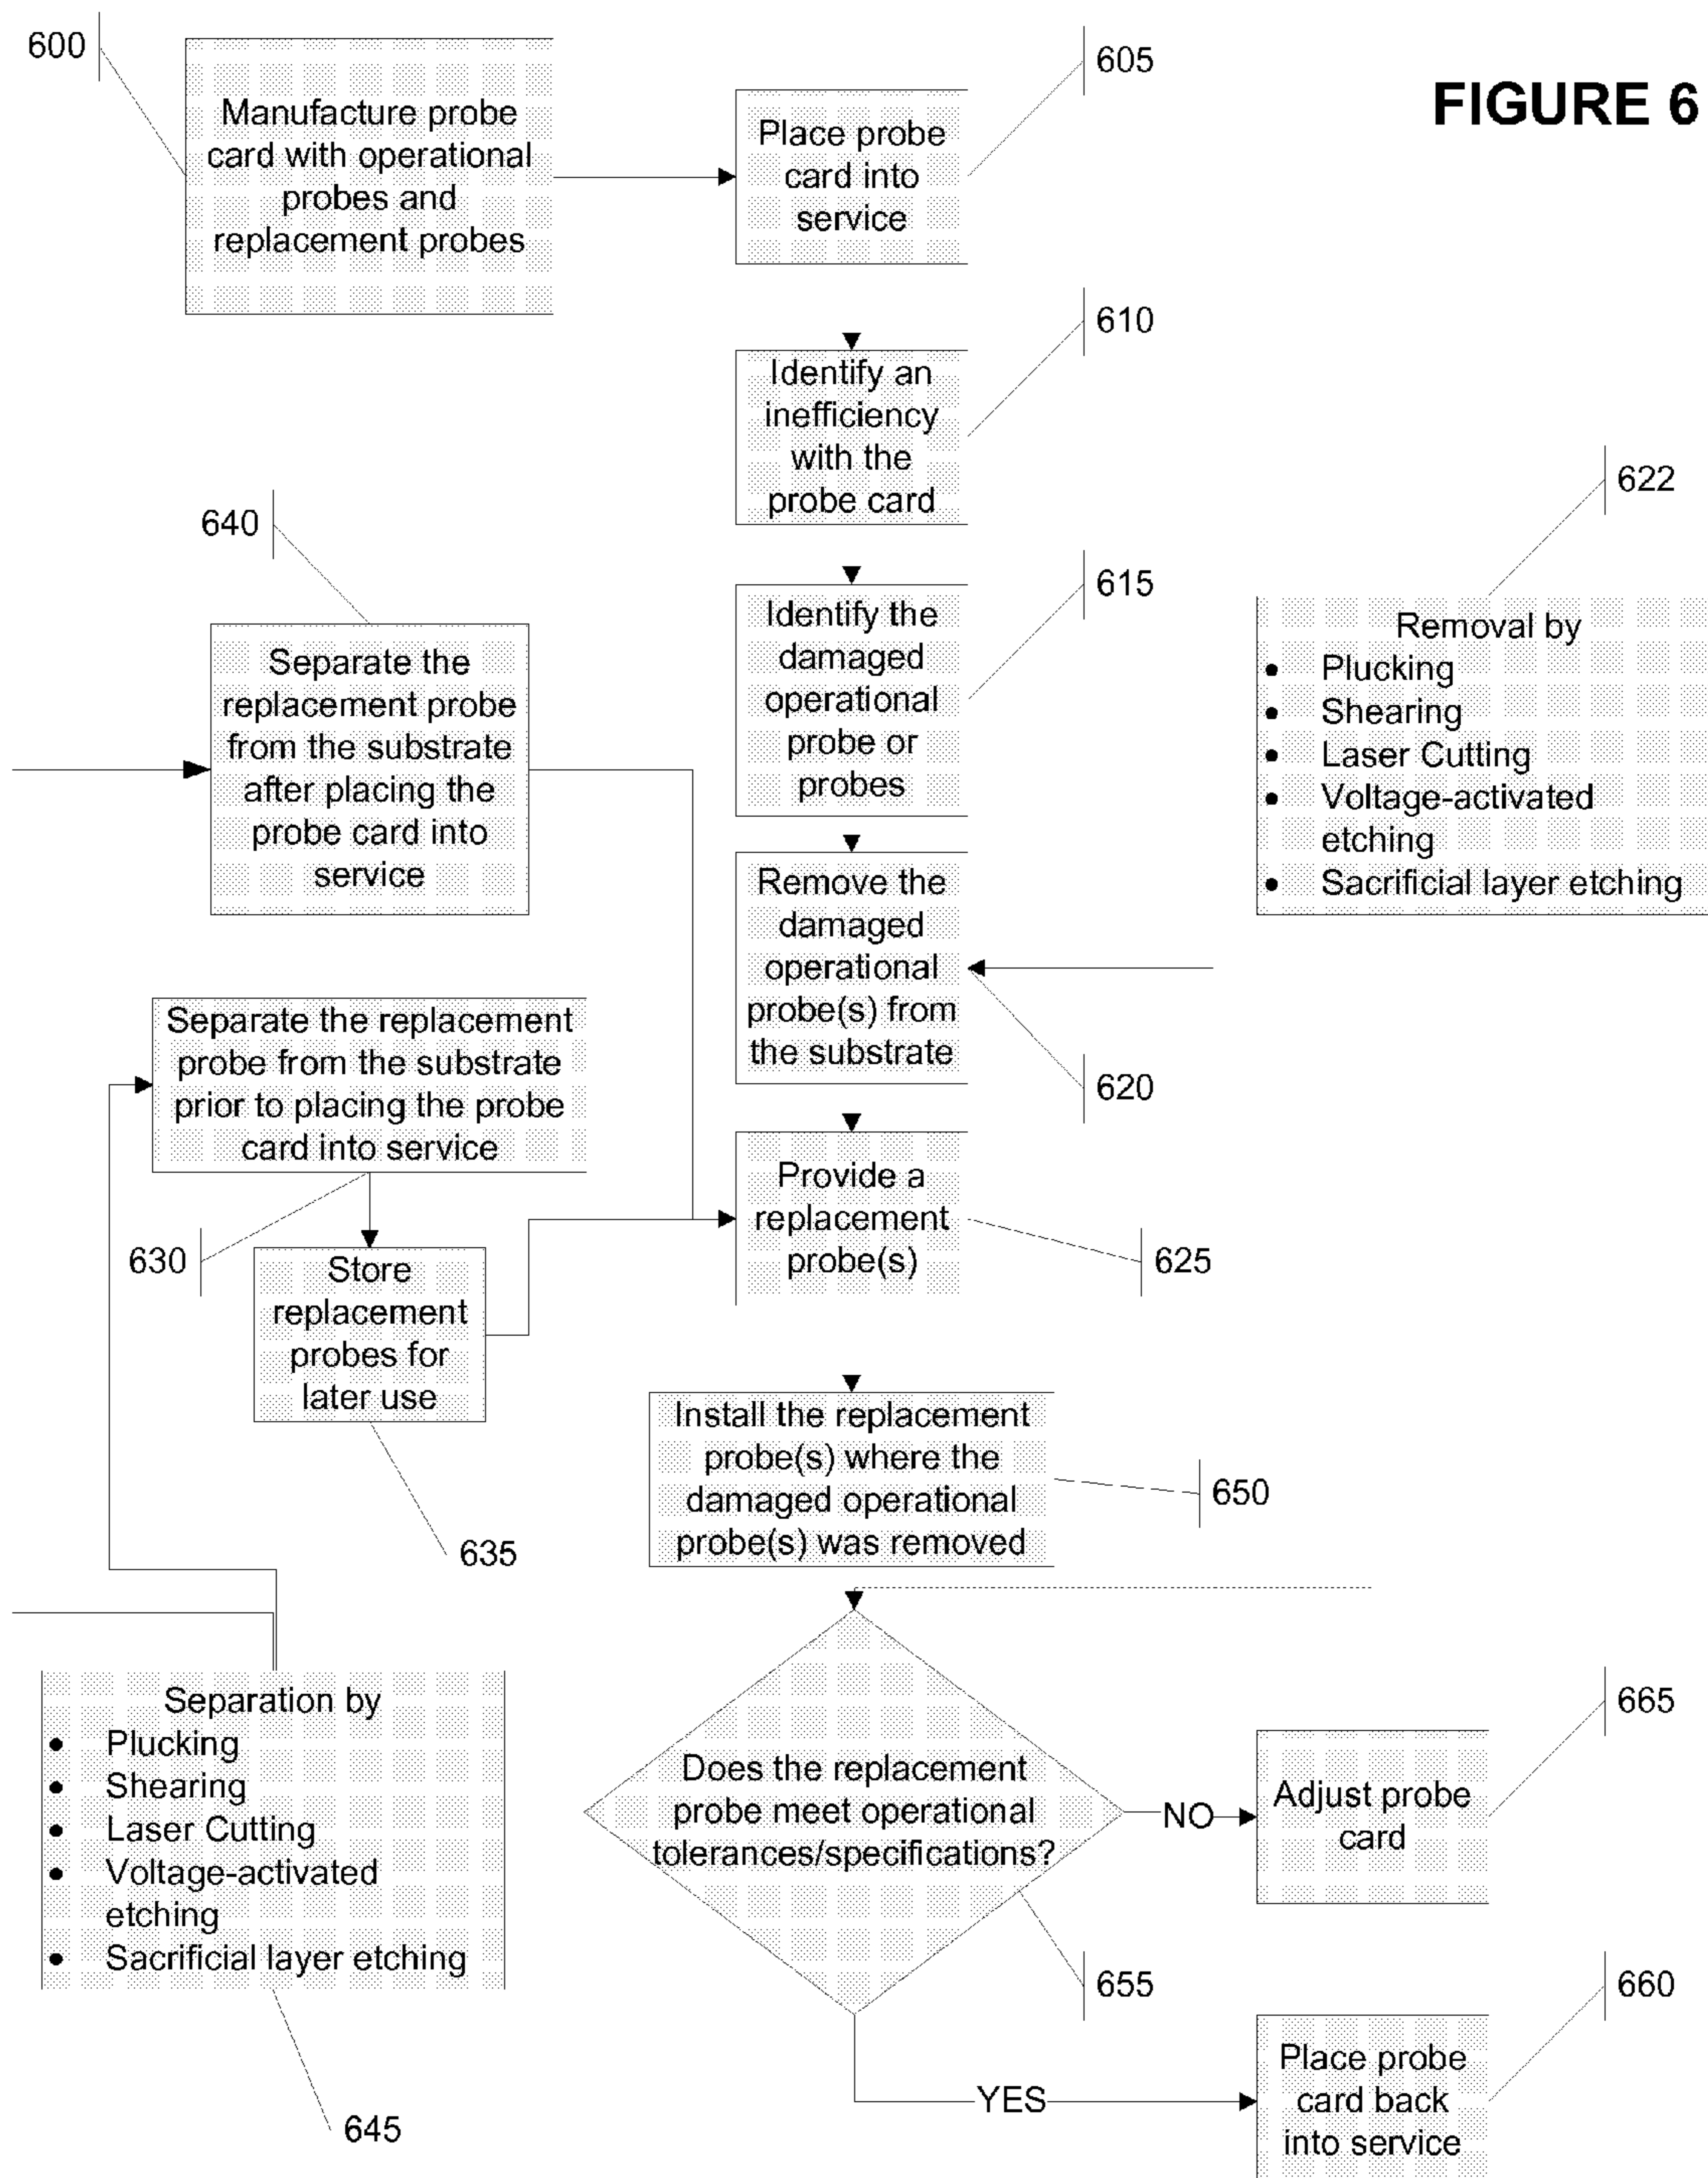 FIGURE 6
600
Manufacture probe
card with operational
probes and
replacement probes
605
Place probe
card into
service
610
Identify an
inefficiency
with the
probe card
615
Identify the
damaged
operational
probe or
probes
622
Removal by
• Plucking
• Shearing
• Laser Cutting
• Voltage-activated
etching
• Sacrificial layer etching
640
Separate the
replacement probe
from the substrate
after placing the
probe card into
service
Remove the
damaged
operational
probe(s) from
the substrate
620
Separate the replacement
probe from the substrate
prior to placing the probe
card into service
630
Provide a
replacement
probe(s)
625
Store
replacement
probes for
later use
635
Install the replacement
probe(s) where the
damaged operational
probe(s) was removed
650
Separation by
• Plucking
• Shearing
• Laser Cutting
• Voltage-activated
etching
• Sacrificial layer etching
645
Does the replacement
probe meet operational
tolerances/specifications?
655
NO
Adjust probe
card
665
YES
Place probe
card back
into service
660